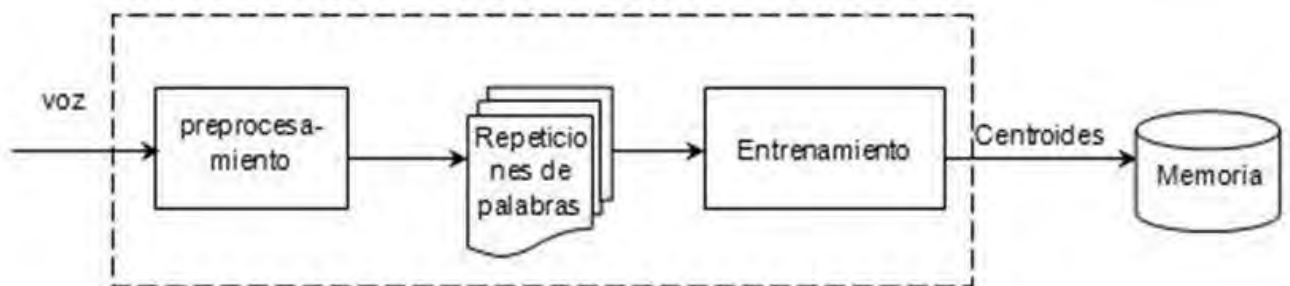 voz
preprocesa-
miento
Repeticio
nes de
palabras
Entrenamiento
Centroides
Memoria